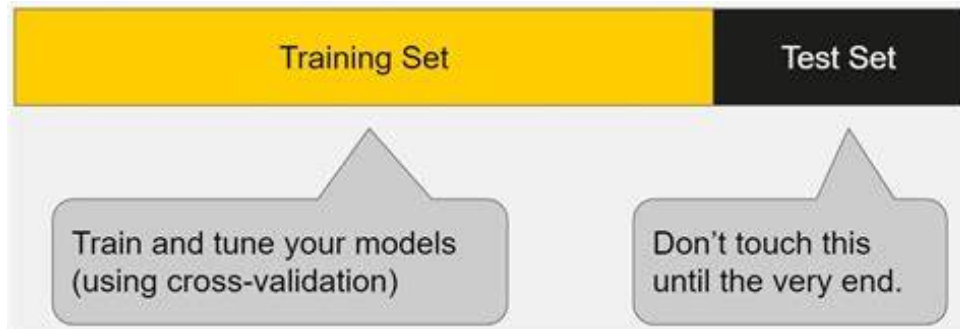 Training Set
Test Set
Train and tune your models
(using cross-validation)
Don't touch this
until the very end.